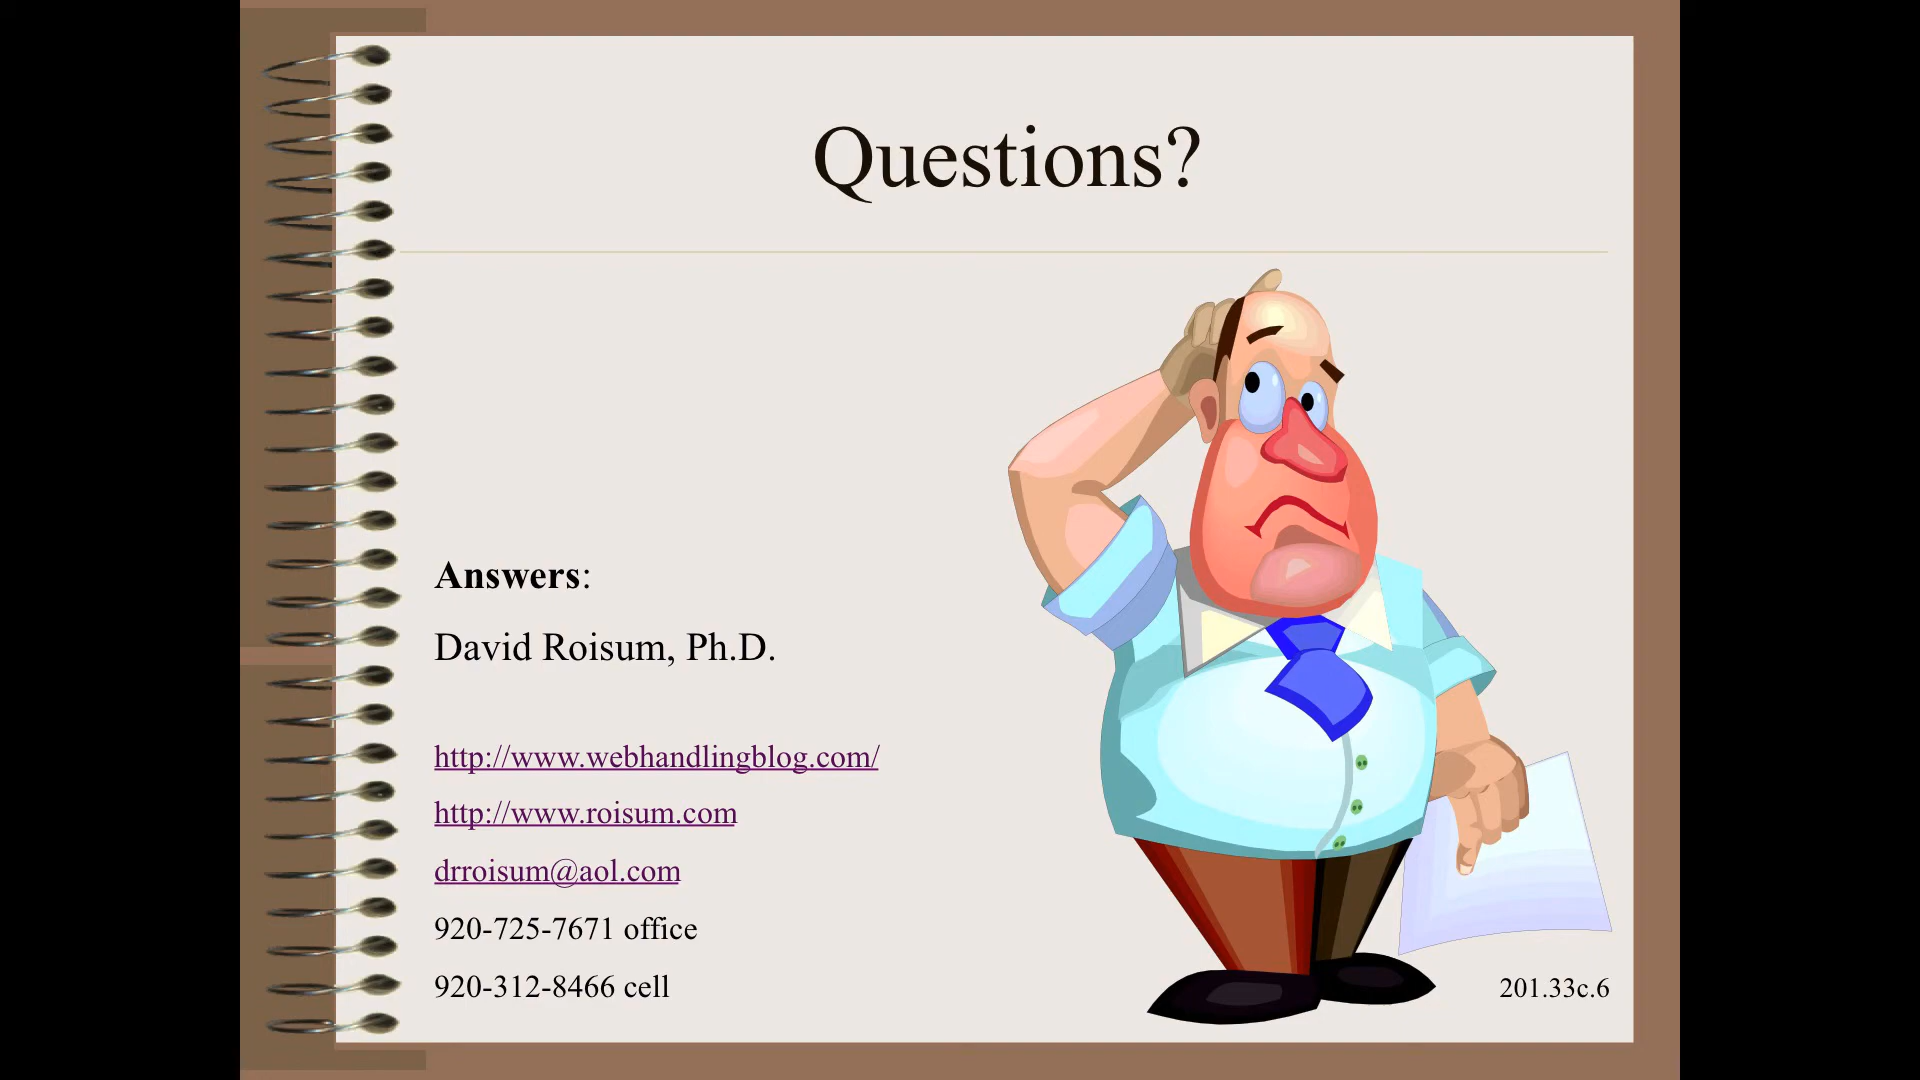 Questions?
Answers:
David Roisum, Ph.D.
http://www.webhandlingblog.com/
http://www.roisum.com
drroisum@aol.com
920-725-7671 office
920-312-8466 cell
201.33c.6